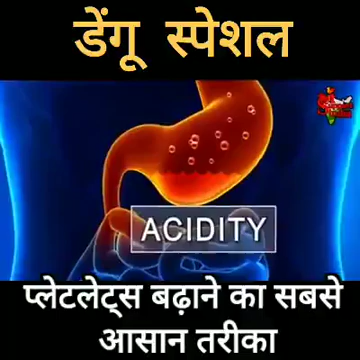 डेंगू स्पेशल
ACIDITY
प्लेटलेट्स बढ़ाने का सबसे
आसान तरीका